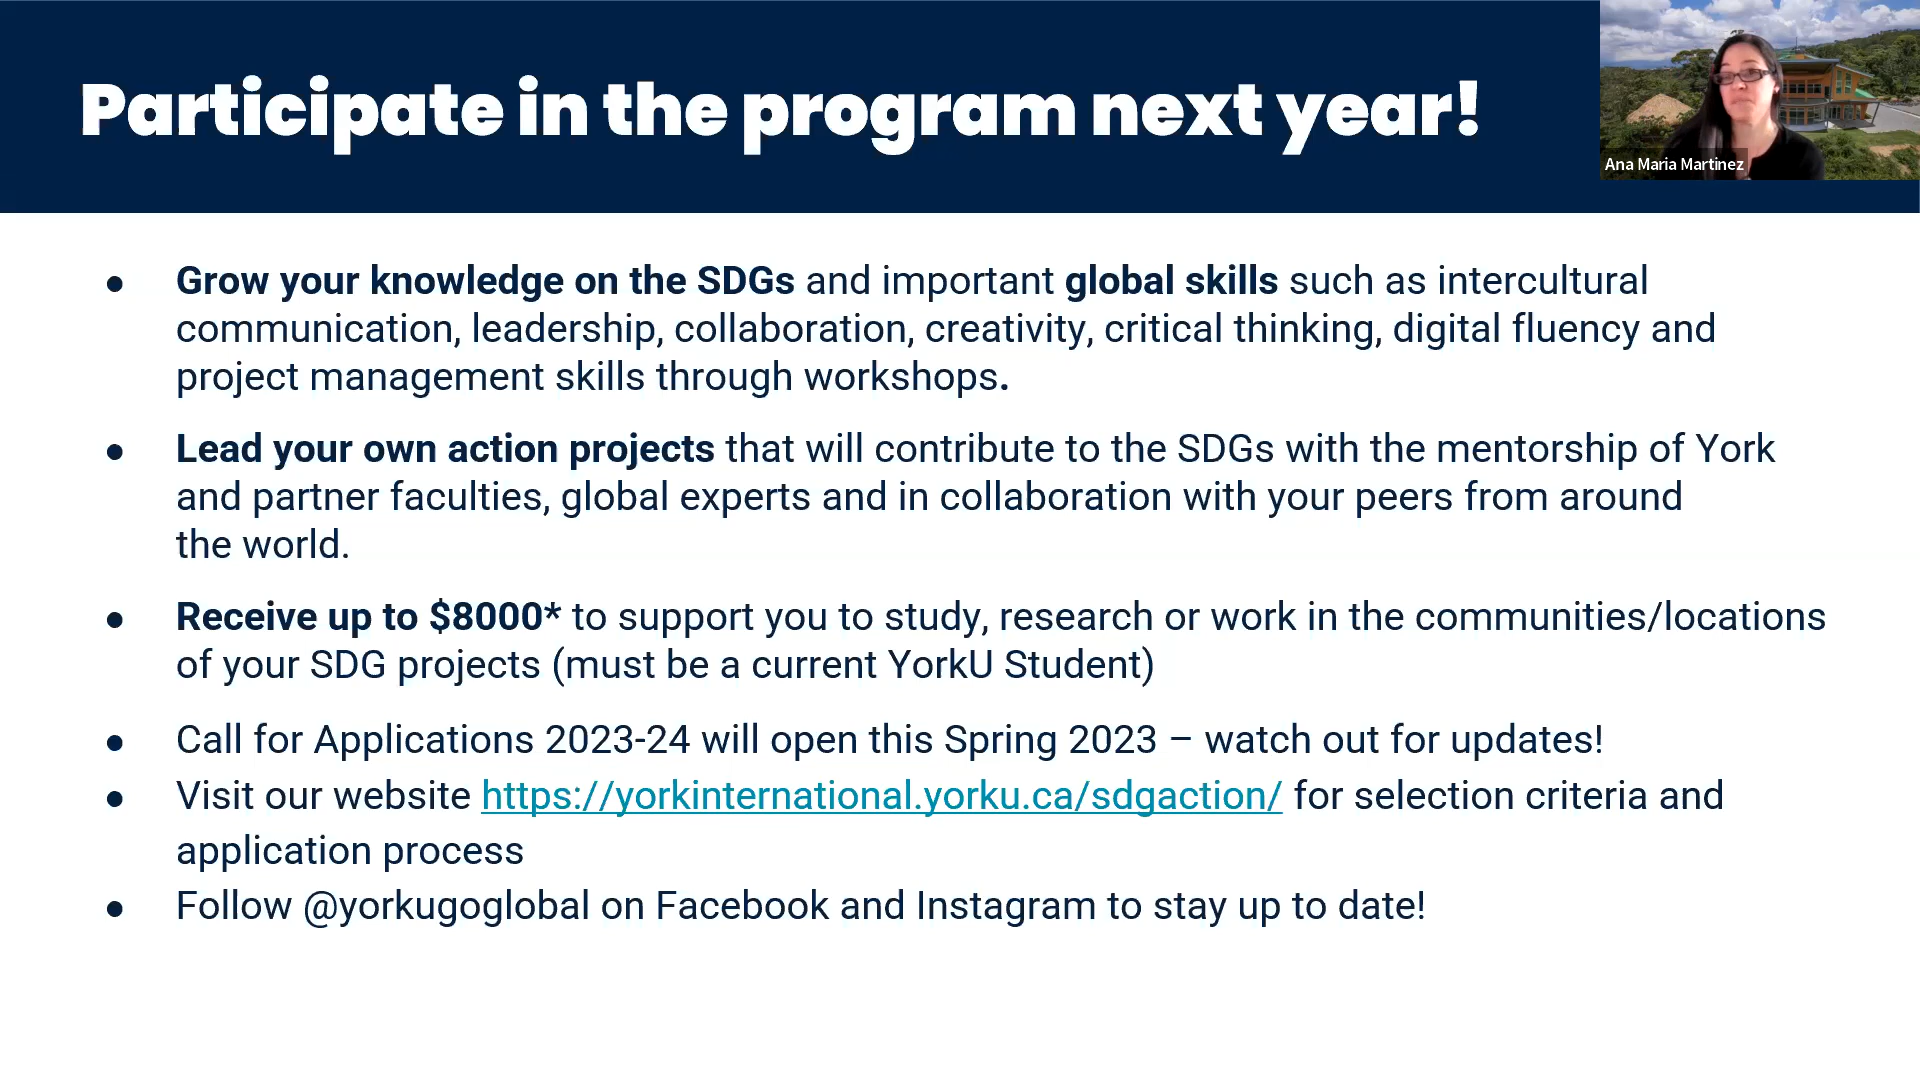 Participate in the program next year!
Ana Maria Martinez
● Grow your knowledge on the SDGs and important global skills such as intercultural
communication, leadership, collaboration, creativity, critical thinking, digital fluency and
project management skills through workshops.
● Lead your own action projects that will contribute to the SDGs with the mentorship of York
and partner faculties, global experts and in collaboration with your peers from around
the world.
● Receive up to $8000* to support you to study, research or work in the communities/locations
of your SDG projects (must be a current YorkU Student)
● Call for Applications 2023-24 will open this Spring 2023 – watch out for updates!
● Visit our website https://yorkinternational.yorku.ca/sdgaction/ for selection criteria and
application process
● Follow @yorkugoglobal on Facebook and Instagram to stay up to date!